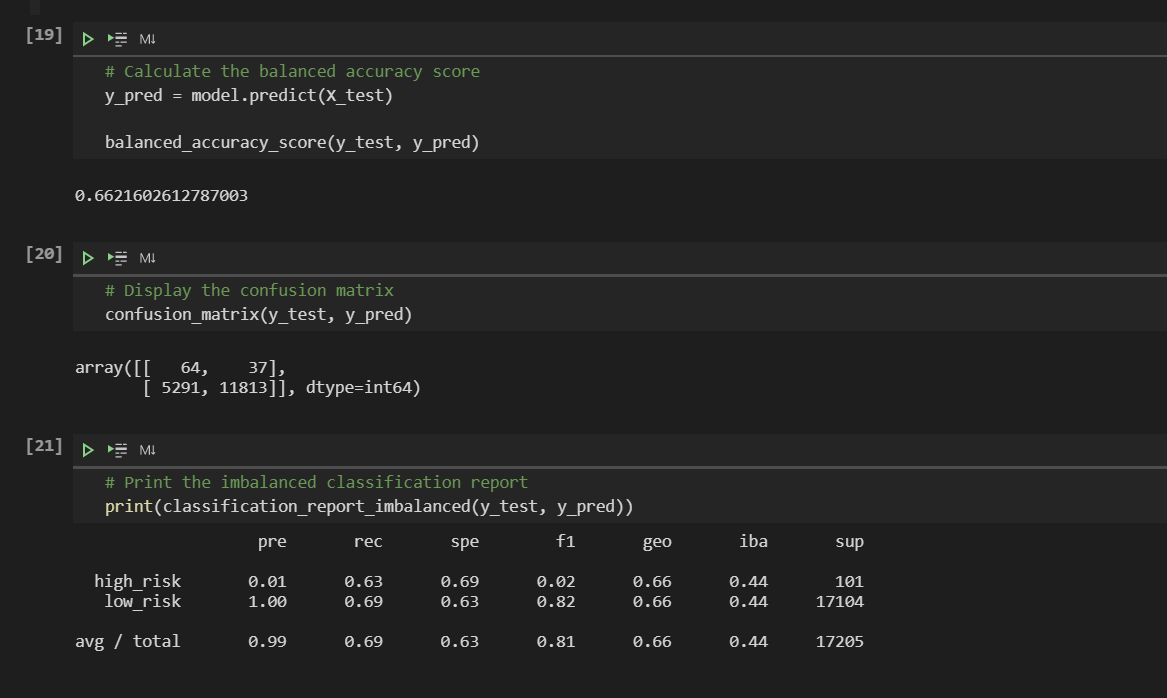 [19] M↓
# Calculate the balanced accuracy score
y_pred = model.predict(X_test)
balanced_accuracy_score(y_test, y_pred)
0.6621602612787003
[20] M↓
# Display the confusion matrix
confusion_matrix(y_test, y_pred)
array([[   64,    37],
       [ 5291, 11813]], dtype=int64)
[21] M↓
# Print the imbalanced classification report
print(classification_report_imbalanced(y_test, y_pred))
                   pre       rec       spe        f1       geo       iba       sup
  high_risk       0.01      0.63      0.69      0.02      0.66      0.44       101
   low_risk       1.00      0.69      0.63      0.82      0.66      0.44     17104
avg / total       0.99      0.69      0.63      0.81      0.66      0.44     17205